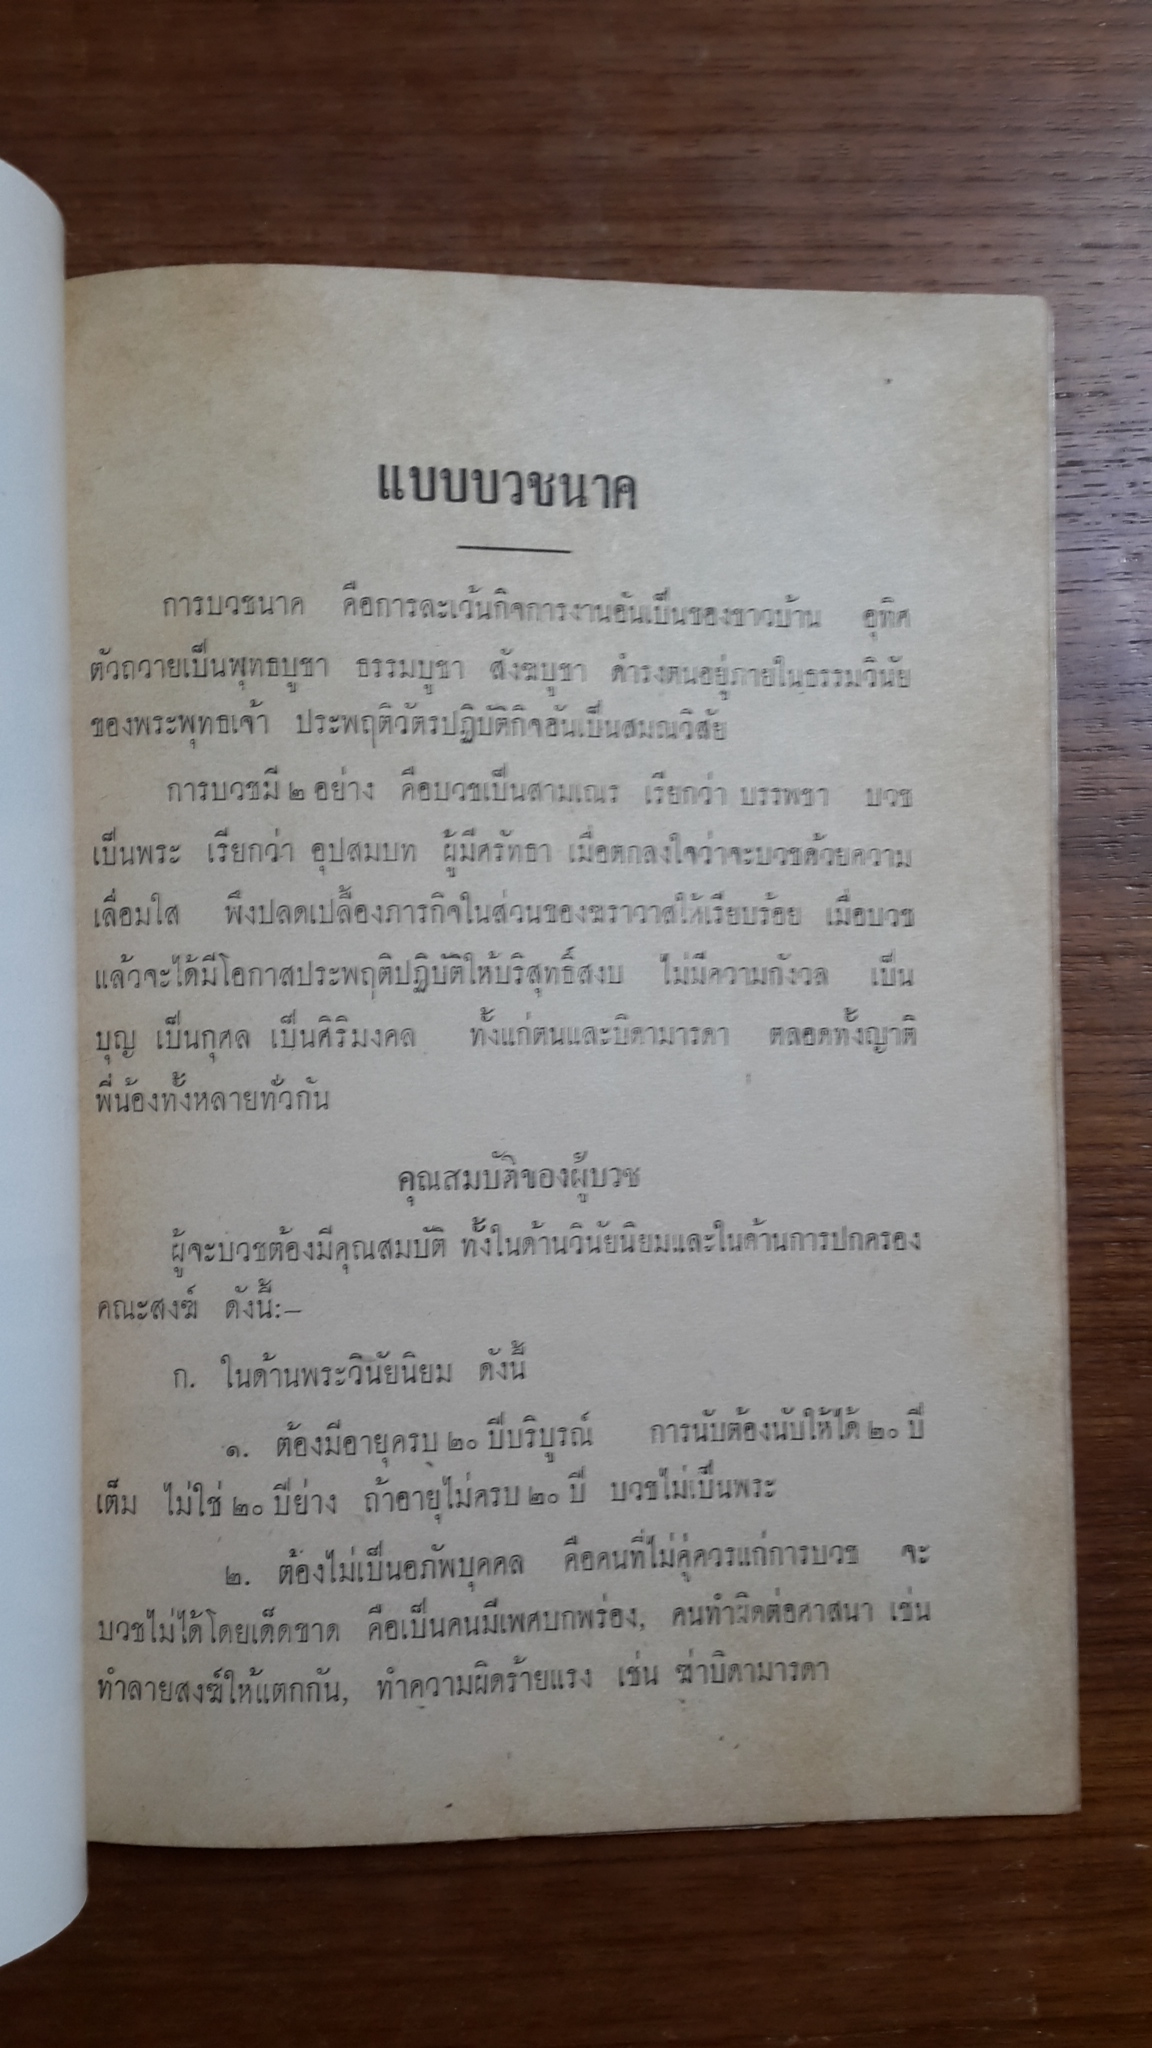 แบบบวชนาค
การบวชนาค คือการละเว้นกิจการงานอันเป็นของชาวบ้าน อุทิศ
ตัวถวายเป็นพุทธบูชา ธรรมบูชา สังฆบูชา ดำรงตนอยู่ภายในธรรมวินัย
ของพระพุทธเจ้า ประพฤติวัตรปฏิบัติกิจอันเป็นสมณวิสัย
การบวชมี ๒ อย่าง คือบวชเป็นสามเณร เรียกว่า บรรพชา บวช
เป็นพระ เรียกว่า อุปสมบท ผู้มีศรัทธา เมื่อตกลงใจว่าจะบวชด้วยความ
เลื่อมใส พึงปลดเปลื้องภารกิจในส่วนของฆราวาสให้เรียบร้อย เมื่อบวช
แล้วจะได้มีโอกาสประพฤติปฏิบัติให้บริสุทธิ์สงบ ไม่มีความกังวล เป็น
บุญ เป็นกุศล เป็นศิริมงคล ทั้งแก่ตนและบิดามารดา ตลอดทั้งญาติ
พี่น้องทั้งหลายทั่วกัน
คุณสมบัติของผู้บวช
ผู้จะบวชต้องมีคุณสมบัติ ทั้งในด้านวินัยนิยมและในด้านการปกครอง
คณะสงฆ์ ดังนี้:–
ก. ในด้านพระวินัยนิยม ดังนี้
๑. ต้องมีอายุครบ ๒๐ ปีบริบูรณ์ การนับต้องนับให้ได้ ๒๐ ปี
เต็ม ไม่ใช่ ๒๐ ปีย่าง ถ้าอายุไม่ครบ ๒๐ ปี บวชไม่เป็นพระ
๒. ต้องไม่เป็นอภัพบุคคล คือคนที่ไม่คู่ควรแก่การบวช จะ
บวชไม่ได้โดยเด็ดขาด คือเป็นคนมีเพศบกพร่อง, คนทำผิดต่อศาสนา เช่น
ทำลายสงฆ์ให้แตกกัน, ทำความผิดร้ายแรง เช่น ฆ่าบิดามารดา